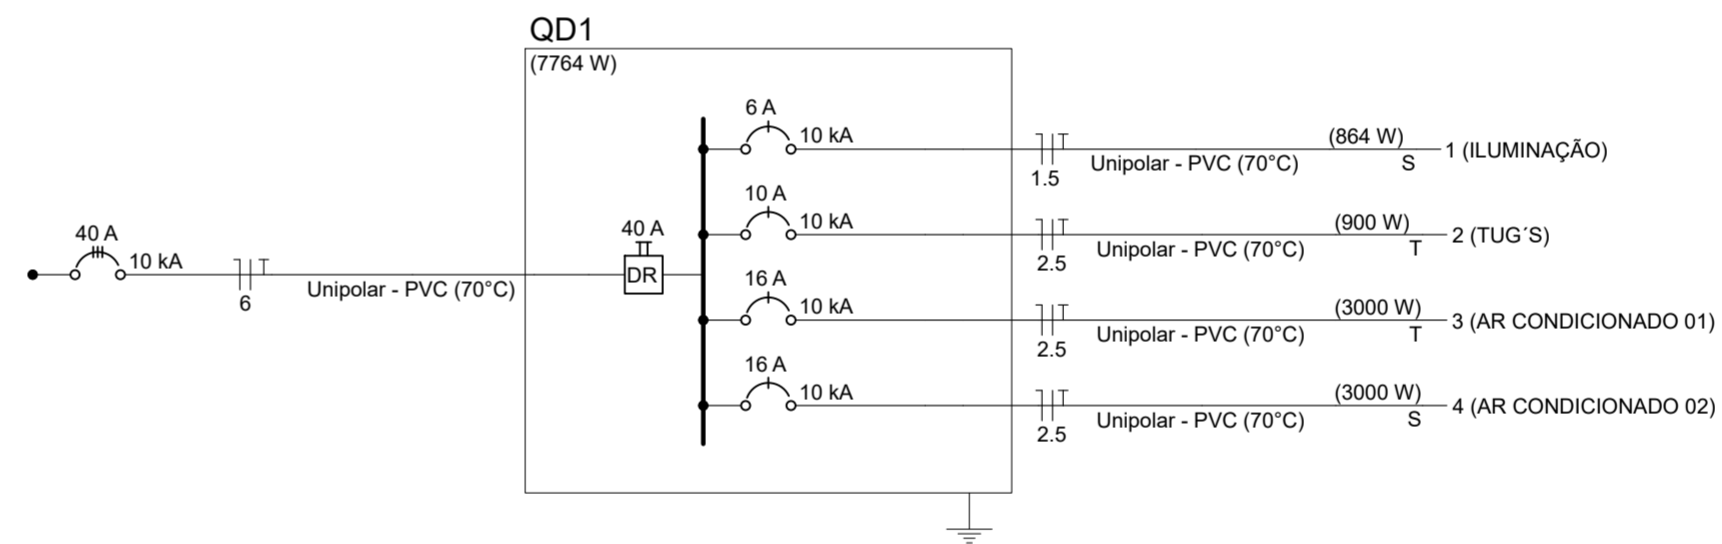 QD1
(7764 W)
40 A
10 kA
6
Unipolar - PVC (70°C)
40 A
DR
6 A
10 kA
1.5
Unipolar - PVC (70°C)
(864 W)
S
1 (ILUMINAÇÃO)
10 A
10 kA
2.5
Unipolar - PVC (70°C)
(900 W)
T
2 (TUG´S)
16 A
10 kA
2.5
Unipolar - PVC (70°C)
(3000 W)
T
3 (AR CONDICIONADO 01)
16 A
10 kA
2.5
Unipolar - PVC (70°C)
(3000 W)
S
4 (AR CONDICIONADO 02)